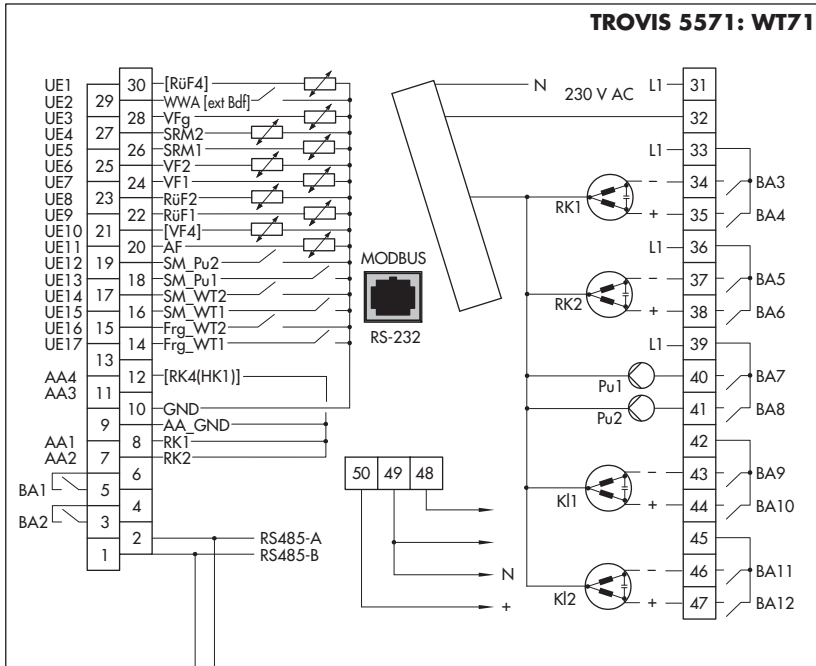 TROVIS 5571: WT71
UE1 30 [RüF4]
UE2 29 WWA [ext Bdf]
UE3 28 VFg
UE4 27 SRM2
UE5 26 SRM1
UE6 25 VF2
UE7 24 VF1
UE8 23 RüF2
UE9 22 RüF1
UE10 21 [VF4]
UE11 20 AF
UE12 19 SM_Pu2
UE13 18 SM_Pu1
UE14 17 SM_WT2
UE15 16 SM_WT1
UE16 15 Frg_WT2
UE17 14 Frg_WT1
13
AA4 12 [RK4(HK1)]
AA3 11
10 GND
9 AA_GND
AA1 8 RK1
AA2 7 RK2
6
BA1 5
4
BA2 3
2 RS485-A
1 RS485-B
MODBUS
RS-232
50 49 48
N
+
N 230 V AC L1 31
32
L1 33
RK1 − 34 BA3
+ 35 BA4
L1 36
RK2 − 37 BA5
+ 38 BA6
L1 39
Pu1 40 BA7
Pu2 41 BA8
42
Kl1 − 43 BA9
+ 44 BA10
45
Kl2 − 46 BA11
+ 47 BA12